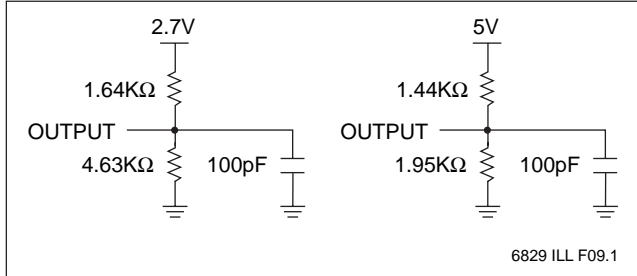 2.7V
5V
1.64KΩ
1.44KΩ
OUTPUT
OUTPUT
4.63KΩ
100pF
1.95KΩ
100pF
6829 ILL F09.1